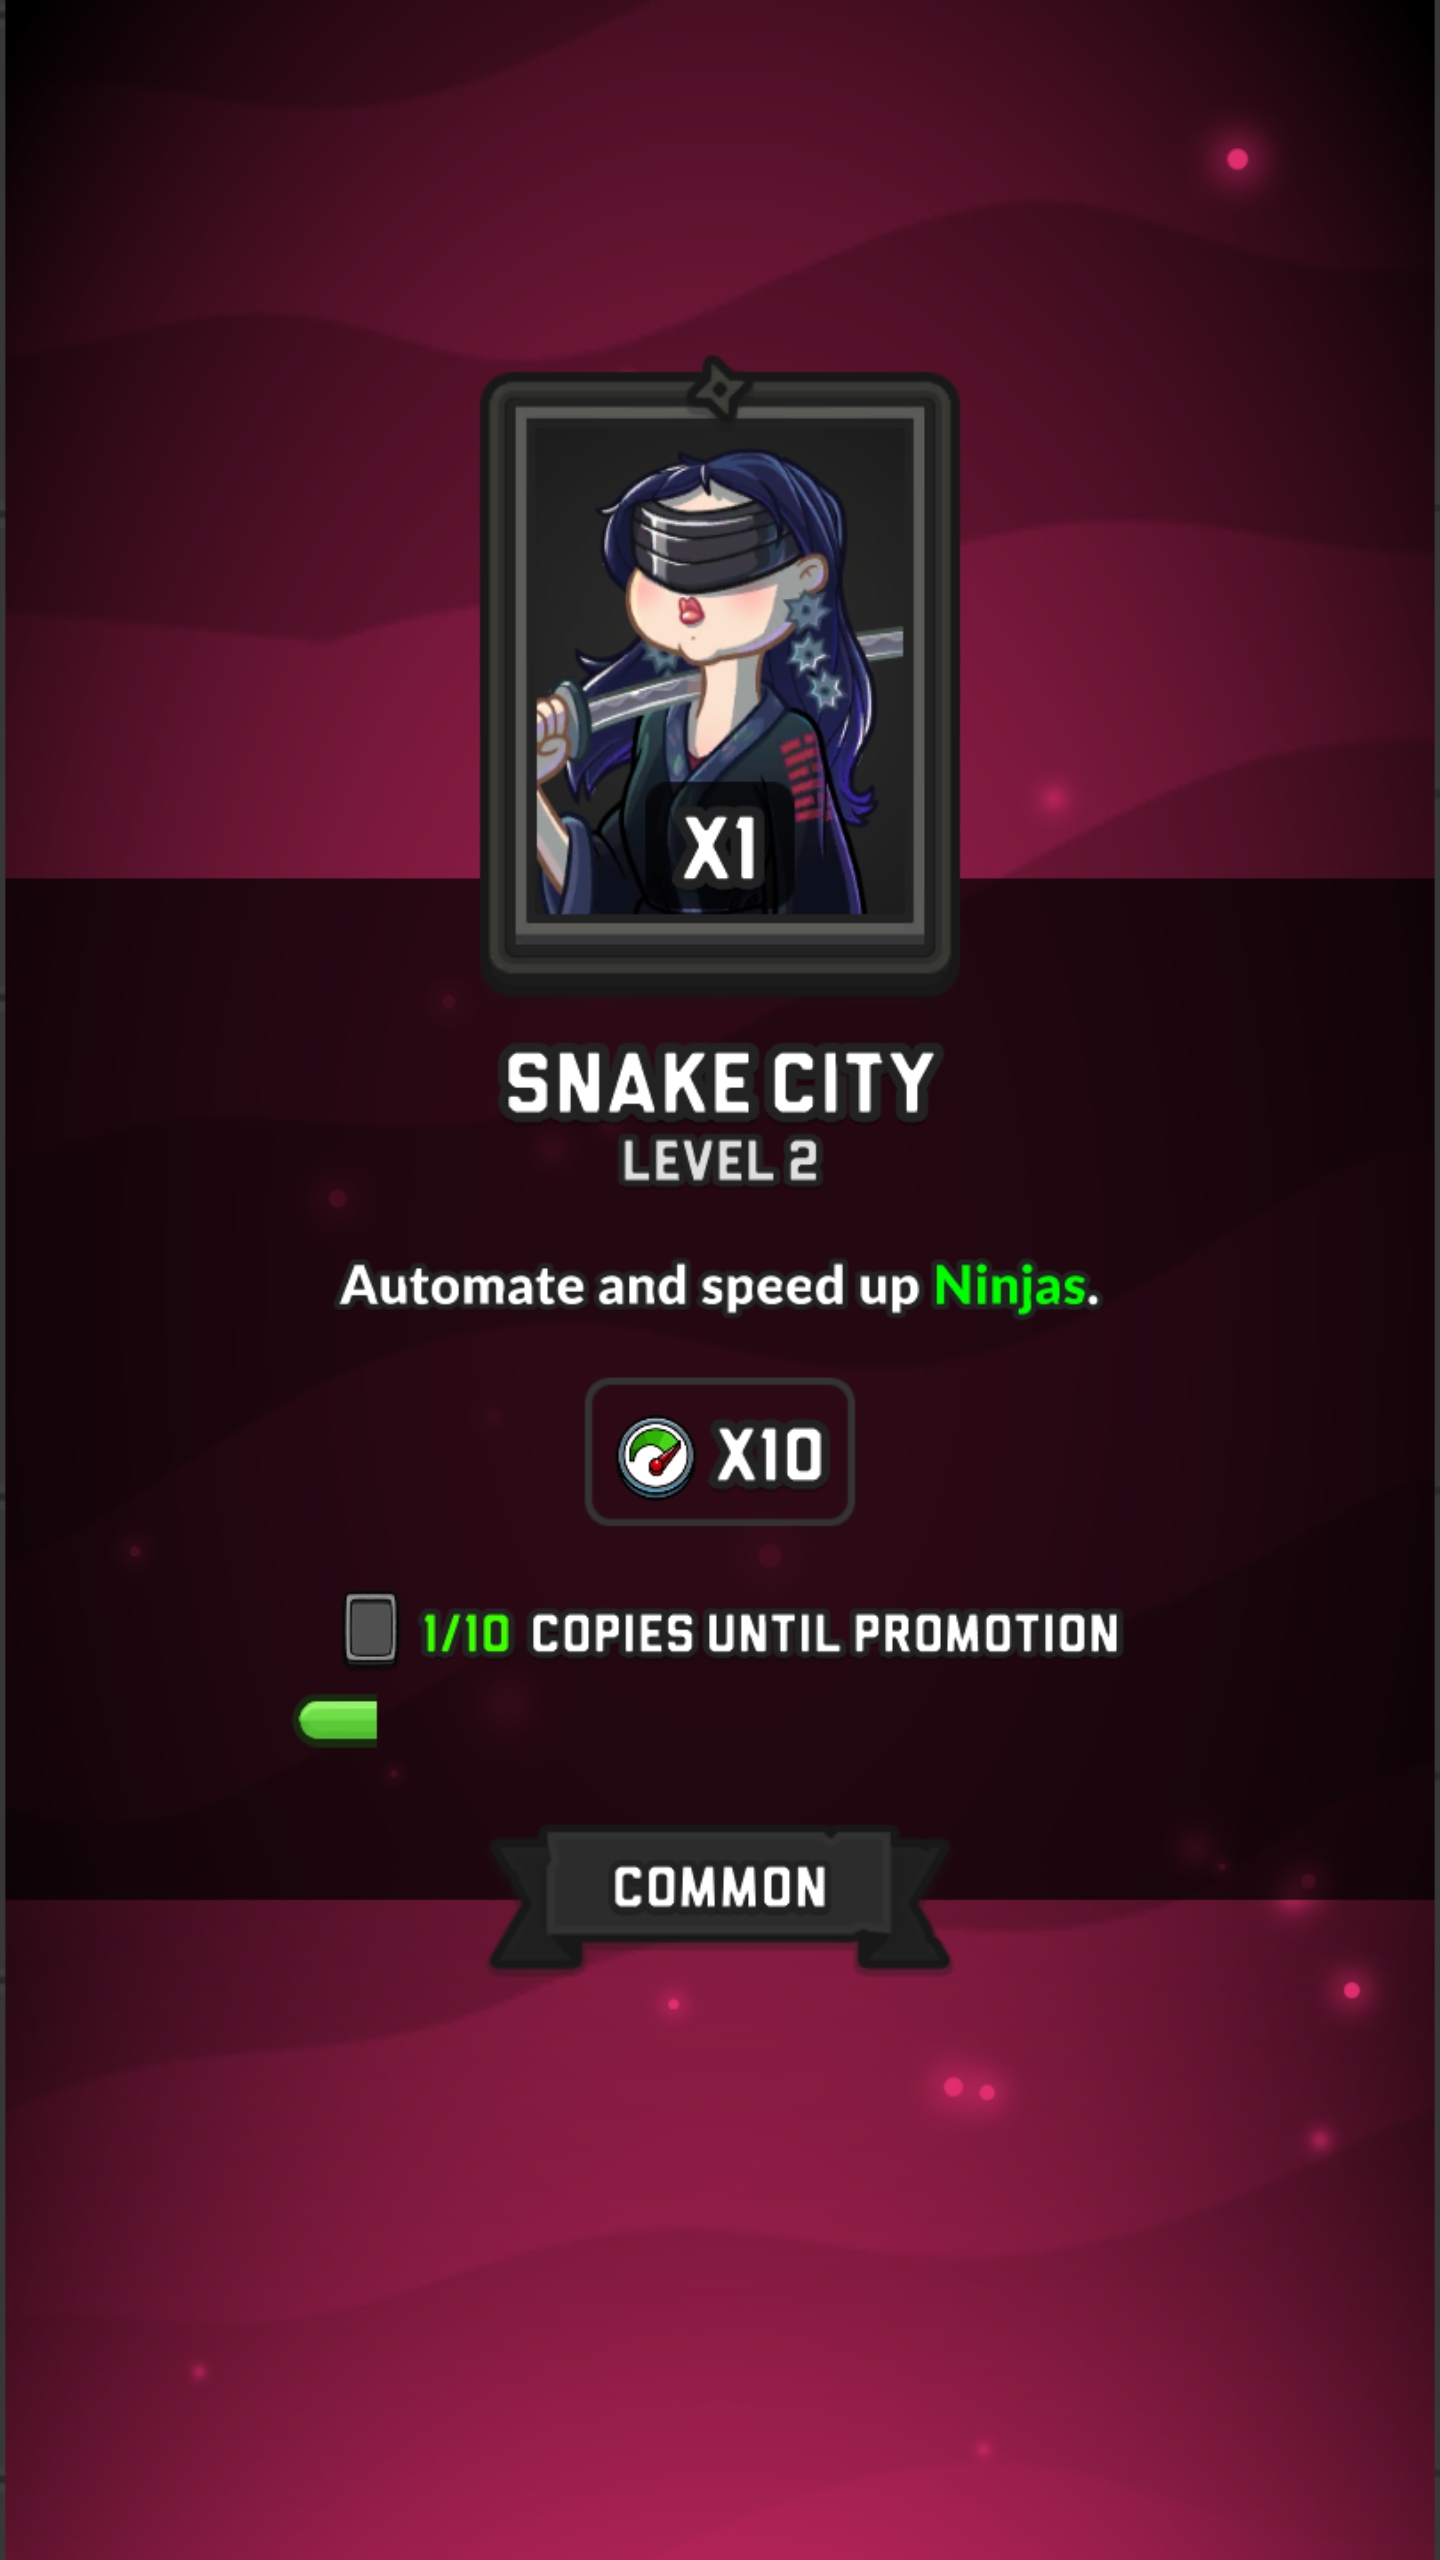 X1
SNAKE CITY
LEVEL 2
Automate and speed up Ninjas.
X10
1/10 COPIES UNTIL PROMOTION
COMMON